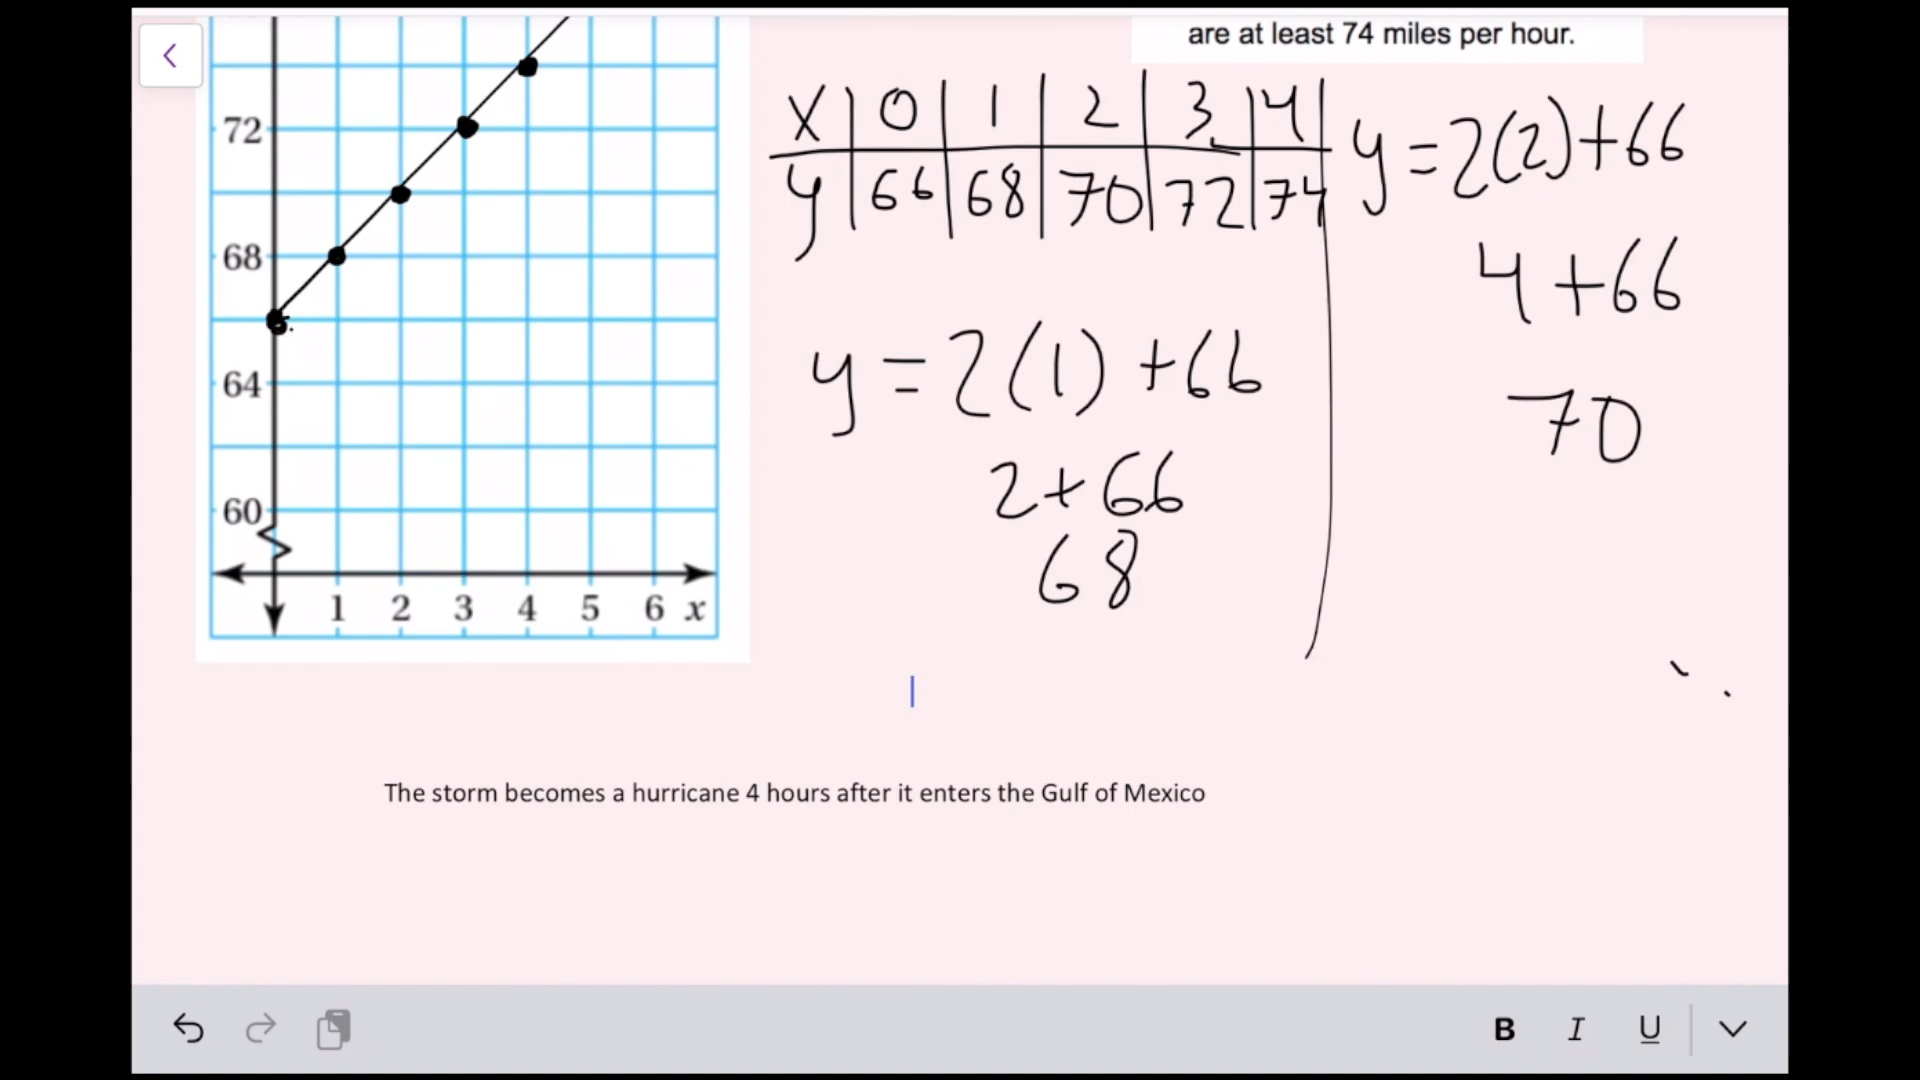 are at least 74 miles per hour.
72
68
64
60
1 2 3 4 5 6 x
X 0 1 2 3 4
y 66 68 70 72 74
y = 2(1) +66
2+66
68
y = 2(2)+66
4+66
70
The storm becomes a hurricane 4 hours after it enters the Gulf of Mexico
B I U